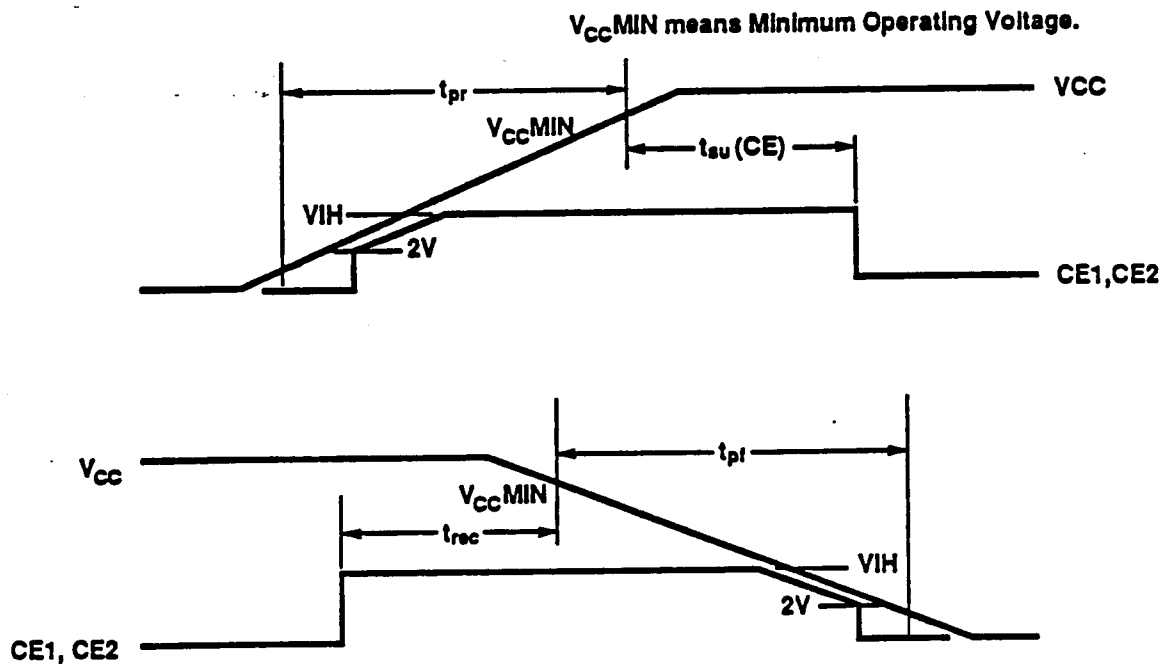 VCCMIN means Minimum Operating Voltage.
tpr
VCC
VCCMIN
tsu (CE)
VIH
2V
CE1,CE2
tpf
VCC
VCCMIN
trec
VIH
2V
CE1, CE2